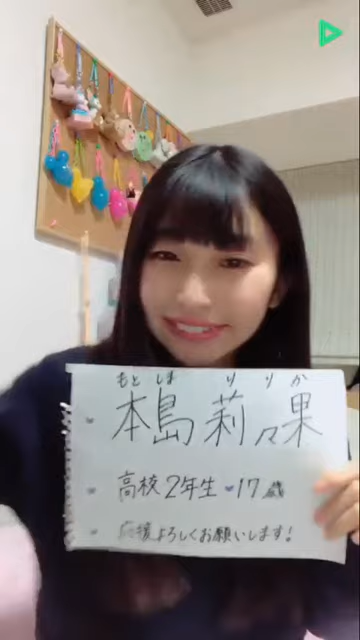 もと しま り り か
本島莉々果
高校2年生・17歳
応援よろしくお願いします!